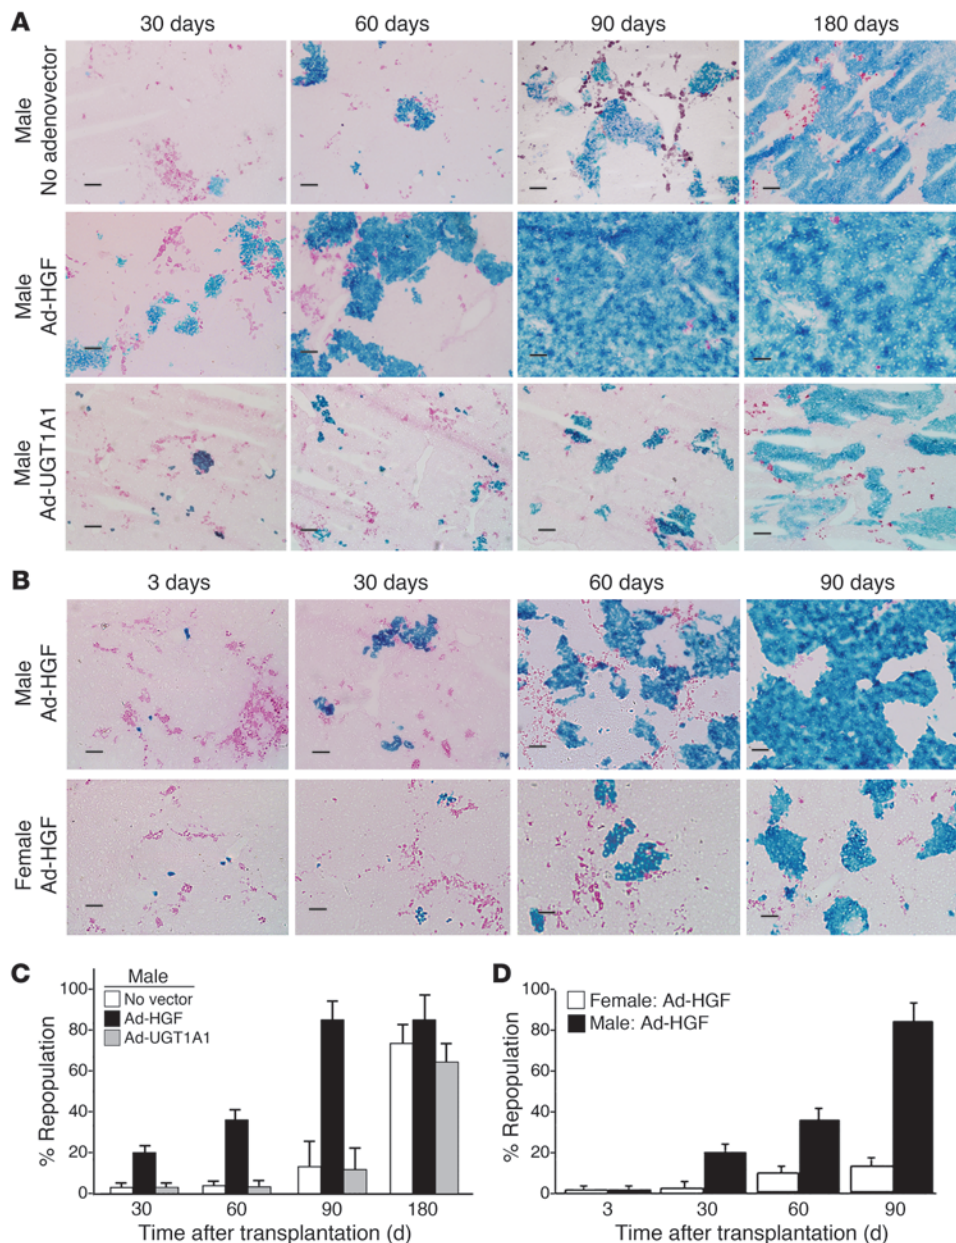 A
30 days
60 days
90 days
180 days
Male
No adenovector
Male
Ad-HGF
Male
Ad-UGT1A1
B
3 days
30 days
60 days
90 days
Male
Ad-HGF
Female
Ad-HGF
C
Male
No vector
Ad-HGF
Ad-UGT1A1
% Repopulation
100
80
60
40
20
0
30
60
90
180
Time after transplantation (d)
D
Female: Ad-HGF
Male: Ad-HGF
% Repopulation
100
80
60
40
20
0
3
30
60
90
Time after transplantation (d)